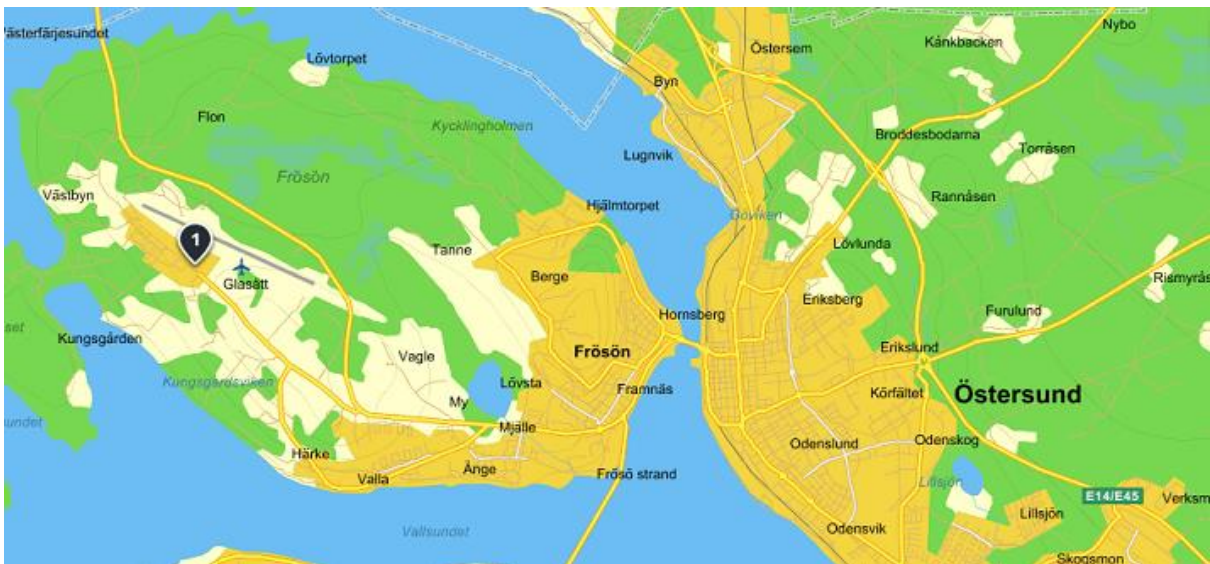 Västerfärjesundet
Nybo
Lövtorpet
Östersem
Kånkbacken
Byn
Flon
Kycklingholmen
Broddesbodarna
Lugnvik
Torråsen
Frösön
Västbyn
Rannåsen
Hjälmtorpet
Göviken
1
Tanne
Lövlunda
Berge
Glasått
Rismyrås
Eriksberg
Kungsgården
Hornsberg
Furulund
Frösön
Vagle
Erikslund
Kungsgårdsviken
Lövsta
Framnäs
Körfältet
Östersund
My
Mjälle
Odenslund
Odenskog
Härke
Valla
Ånge
Frösö strand
Lillsjön
E14/E45
Verksm
Vallsundet
Odensvik
Lillsjön
Skogsmon